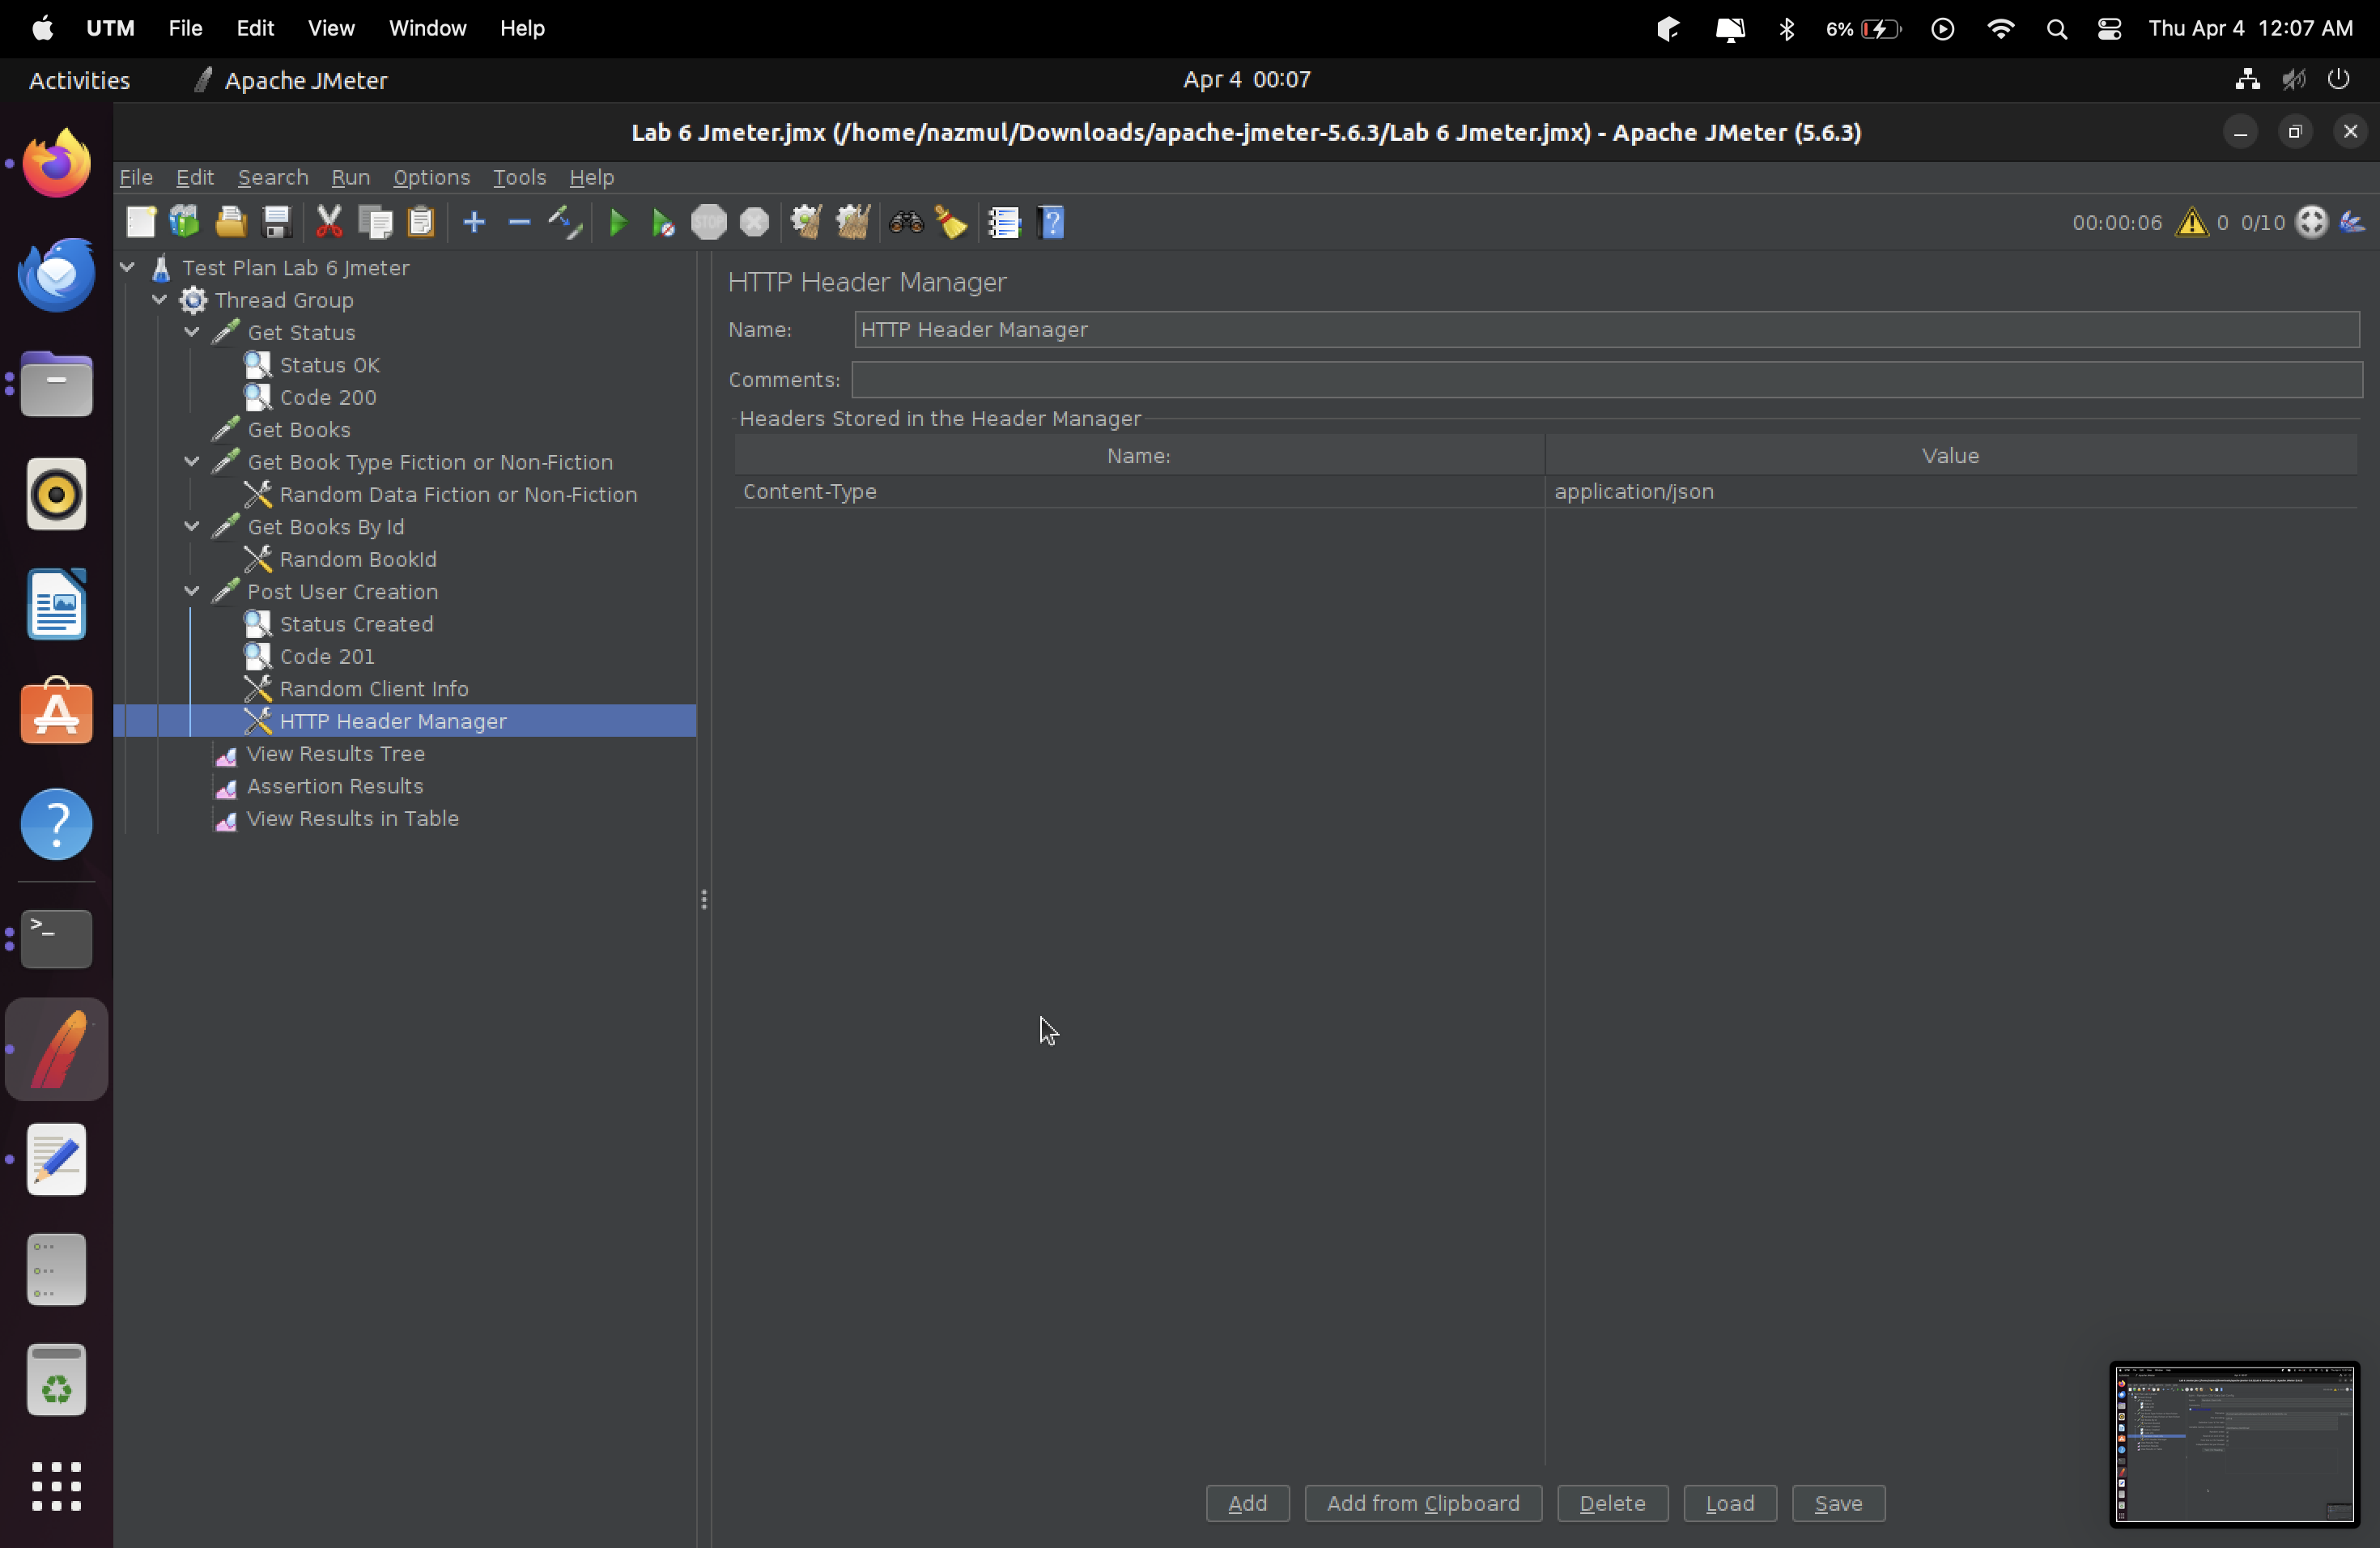 UTM File Edit View Window Help 6% Thu Apr 4 12:07 AM
Activities Apache JMeter Apr 4 00:07
Lab 6 Jmeter.jmx (/home/nazmul/Downloads/apache-jmeter-5.6.3/Lab 6 Jmeter.jmx) - Apache JMeter (5.6.3)
File Edit Search Run Options Tools Help
STOP 00:00:06 0 0/10
Test Plan Lab 6 Jmeter
Thread Group
Get Status
Status OK
Code 200
Get Books
Get Book Type Fiction or Non-Fiction
Random Data Fiction or Non-Fiction
Get Books By Id
Random BookId
Post User Creation
Status Created
Code 201
Random Client Info
HTTP Header Manager
View Results Tree
Assertion Results
View Results in Table
HTTP Header Manager
Name: HTTP Header Manager
Comments:
Headers Stored in the Header Manager
Name: Value
Content-Type application/json
Add Add from Clipboard Delete Load Save